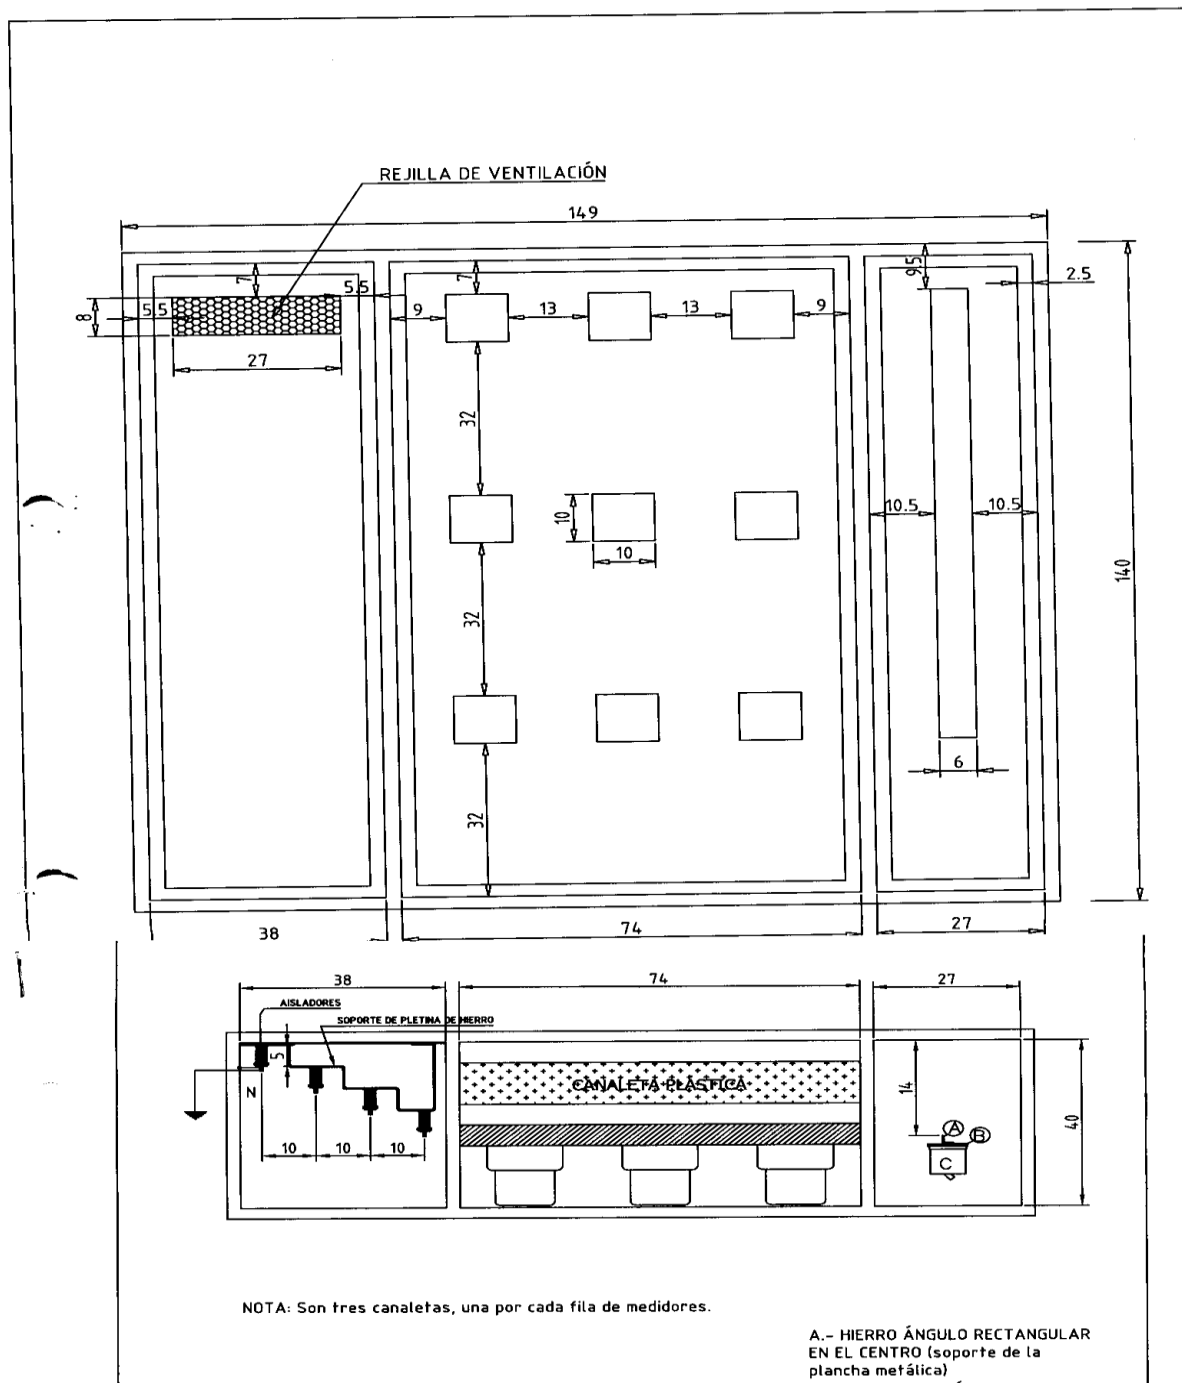 REJILLA DE VENTILACIÓN
149
7
7
9.5
2.5
5.5
5.5
8
9
13
13
9
27
32
10.5
10.5
10
10
140
32
6
32
38
74
27
38
74
27
AISLADORES
SOPORTE DE PLETINA DE HIERRO
5
CANALETA PLÁSTICA
14
40
N
A
B
C
10
10
10
NOTA: Son tres canaletas, una por cada fila de medidores.
A.- HIERRO ÁNGULO RECTANGULAR
EN EL CENTRO (soporte de la
plancha metálica)